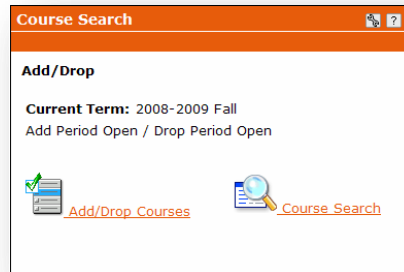 Course Search ?
Add/Drop
Current Term: 2008-2009 Fall
Add Period Open / Drop Period Open
Add/Drop Courses Course Search